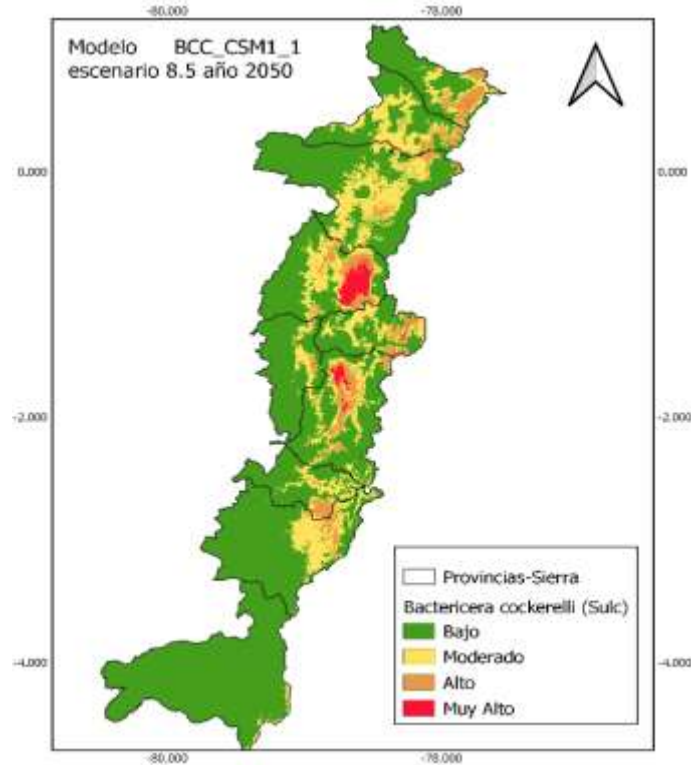 -80.000
-78.000
Modelo BCC_CSM1_1
escenario 8.5 año 2050
0.000
0.000
-2.000
-2.000
Provincias-Sierra
Bactericera cockerelli (Sulc)
Bajo
Moderado
Alto
Muy Alto
-4.000
-4.000
-80.000
-78.000